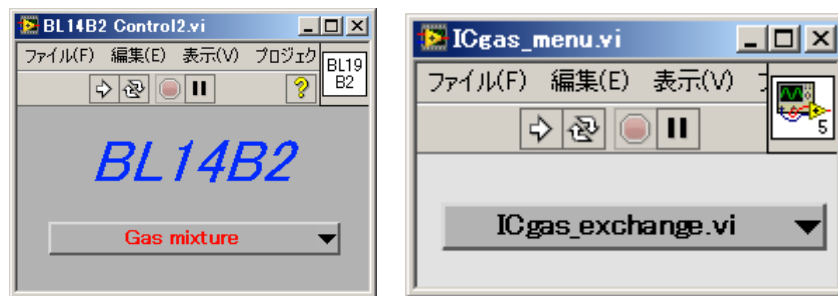 BL14B2 Control2.vi
ファイル(F) 編集(E) 表示(V) プロジェク
BL19
B2
?
BL14B2
Gas mixture
ICgas_menu.vi
ファイル(F) 編集(E) 表示(V)
5
ICgas_exchange.vi